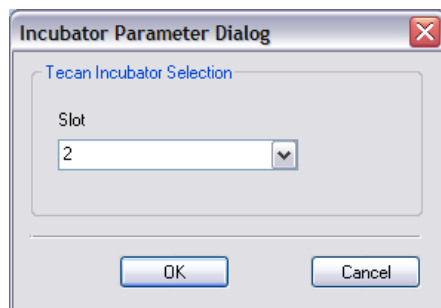 Incubator Parameter Dialog
Tecan Incubator Selection
Slot
2
OK Cancel